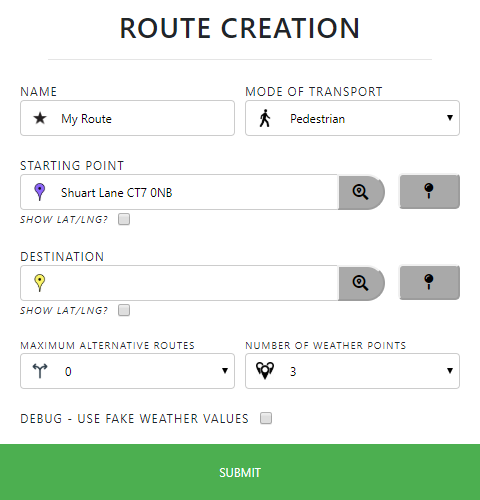 ROUTE CREATION
NAME MODE OF TRANSPORT
My Route Pedestrian
STARTING POINT
Shuart Lane CT7 0NB
SHOW LAT/LNG?
DESTINATION
SHOW LAT/LNG?
MAXIMUM ALTERNATIVE ROUTES NUMBER OF WEATHER POINTS
0 3
DEBUG - USE FAKE WEATHER VALUES
SUBMIT